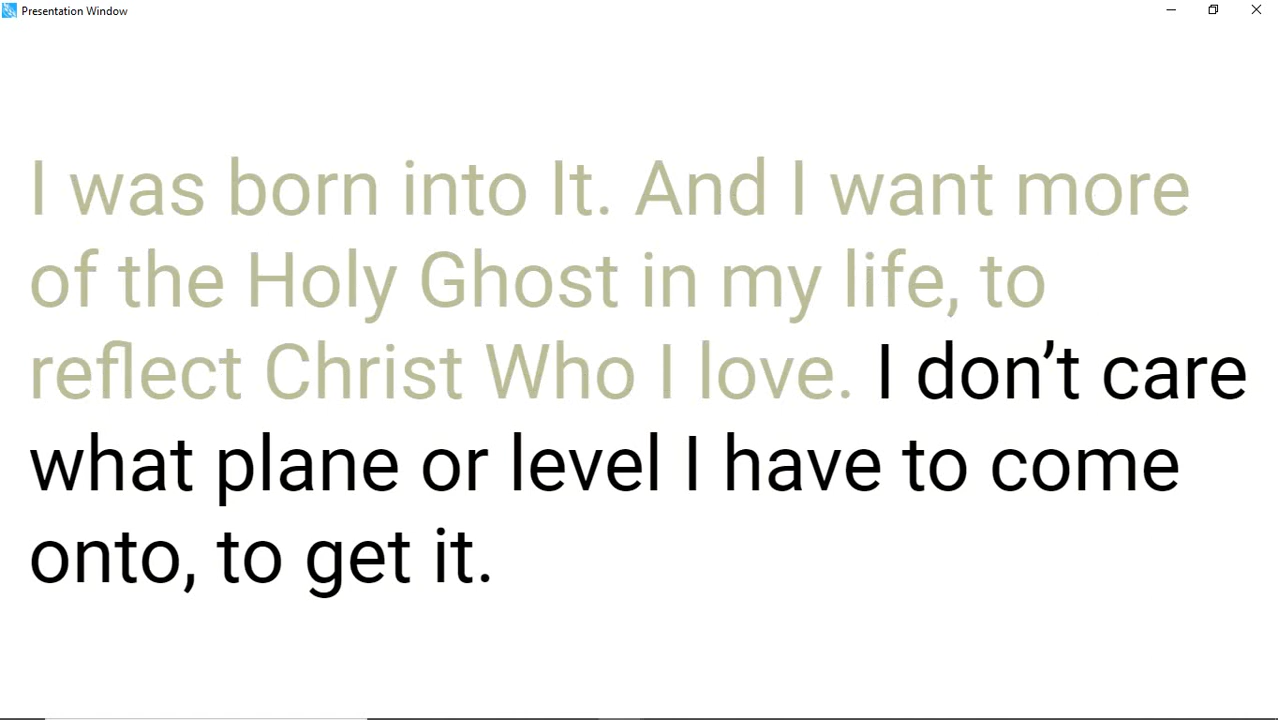 Presentation Window
I was born into It. And I want more
of the Holy Ghost in my life, to
reflect Christ Who I love. I don’t care
what plane or level I have to come
onto, to get it.